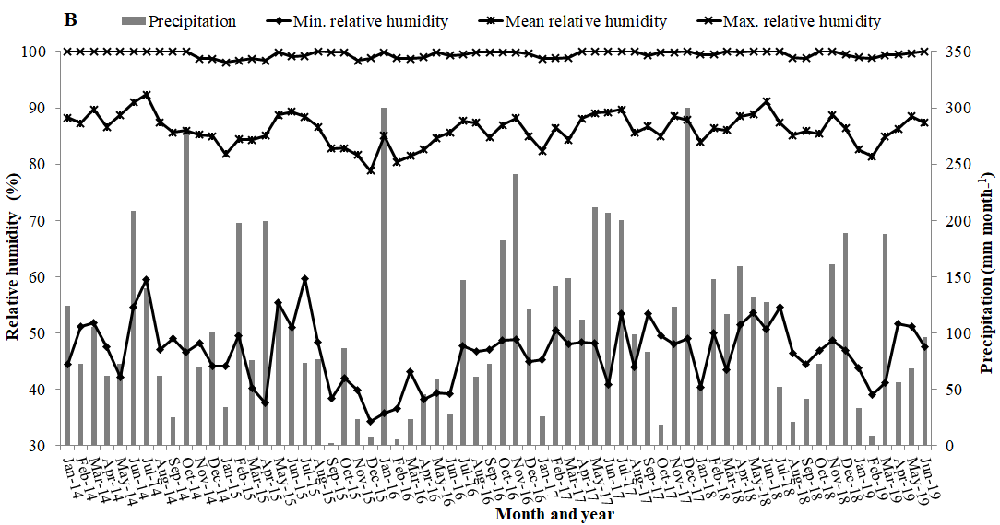 B
Precipitation
Min. relative humidity
Mean relative humidity
Max. relative humidity
Relative humidity (%)
100
90
80
70
60
50
40
30
350
300
250
200
150
100
50
0
Precipitation (mm month-1)
Jan-14
Feb-14
Mar-14
Apr-14
May-14
Jun-14
Jul-14
Aug-14
Sep-14
Oct-14
Nov-14
Dec-14
Jan-15
Feb-15
Mar-15
Apr-15
May-15
Jun-15
Jul-15
Aug-15
Sep-15
Oct-15
Nov-15
Dec-15
Jan-16
Feb-16
Mar-16
Apr-16
May-16
Jun-16
Jul-16
Aug-16
Sep-16
Oct-16
Nov-16
Dec-16
Jan-17
Feb-17
Mar-17
Apr-17
May-17
Jun-17
Jul-17
Aug-17
Sep-17
Oct-17
Nov-17
Dec-17
Jan-18
Feb-18
Mar-18
Apr-18
May-18
Jun-18
Jul-18
Aug-18
Sep-18
Oct-18
Nov-18
Dec-18
Jan-19
Feb-19
Mar-19
Apr-19
May-19
Jun-19
Month and year